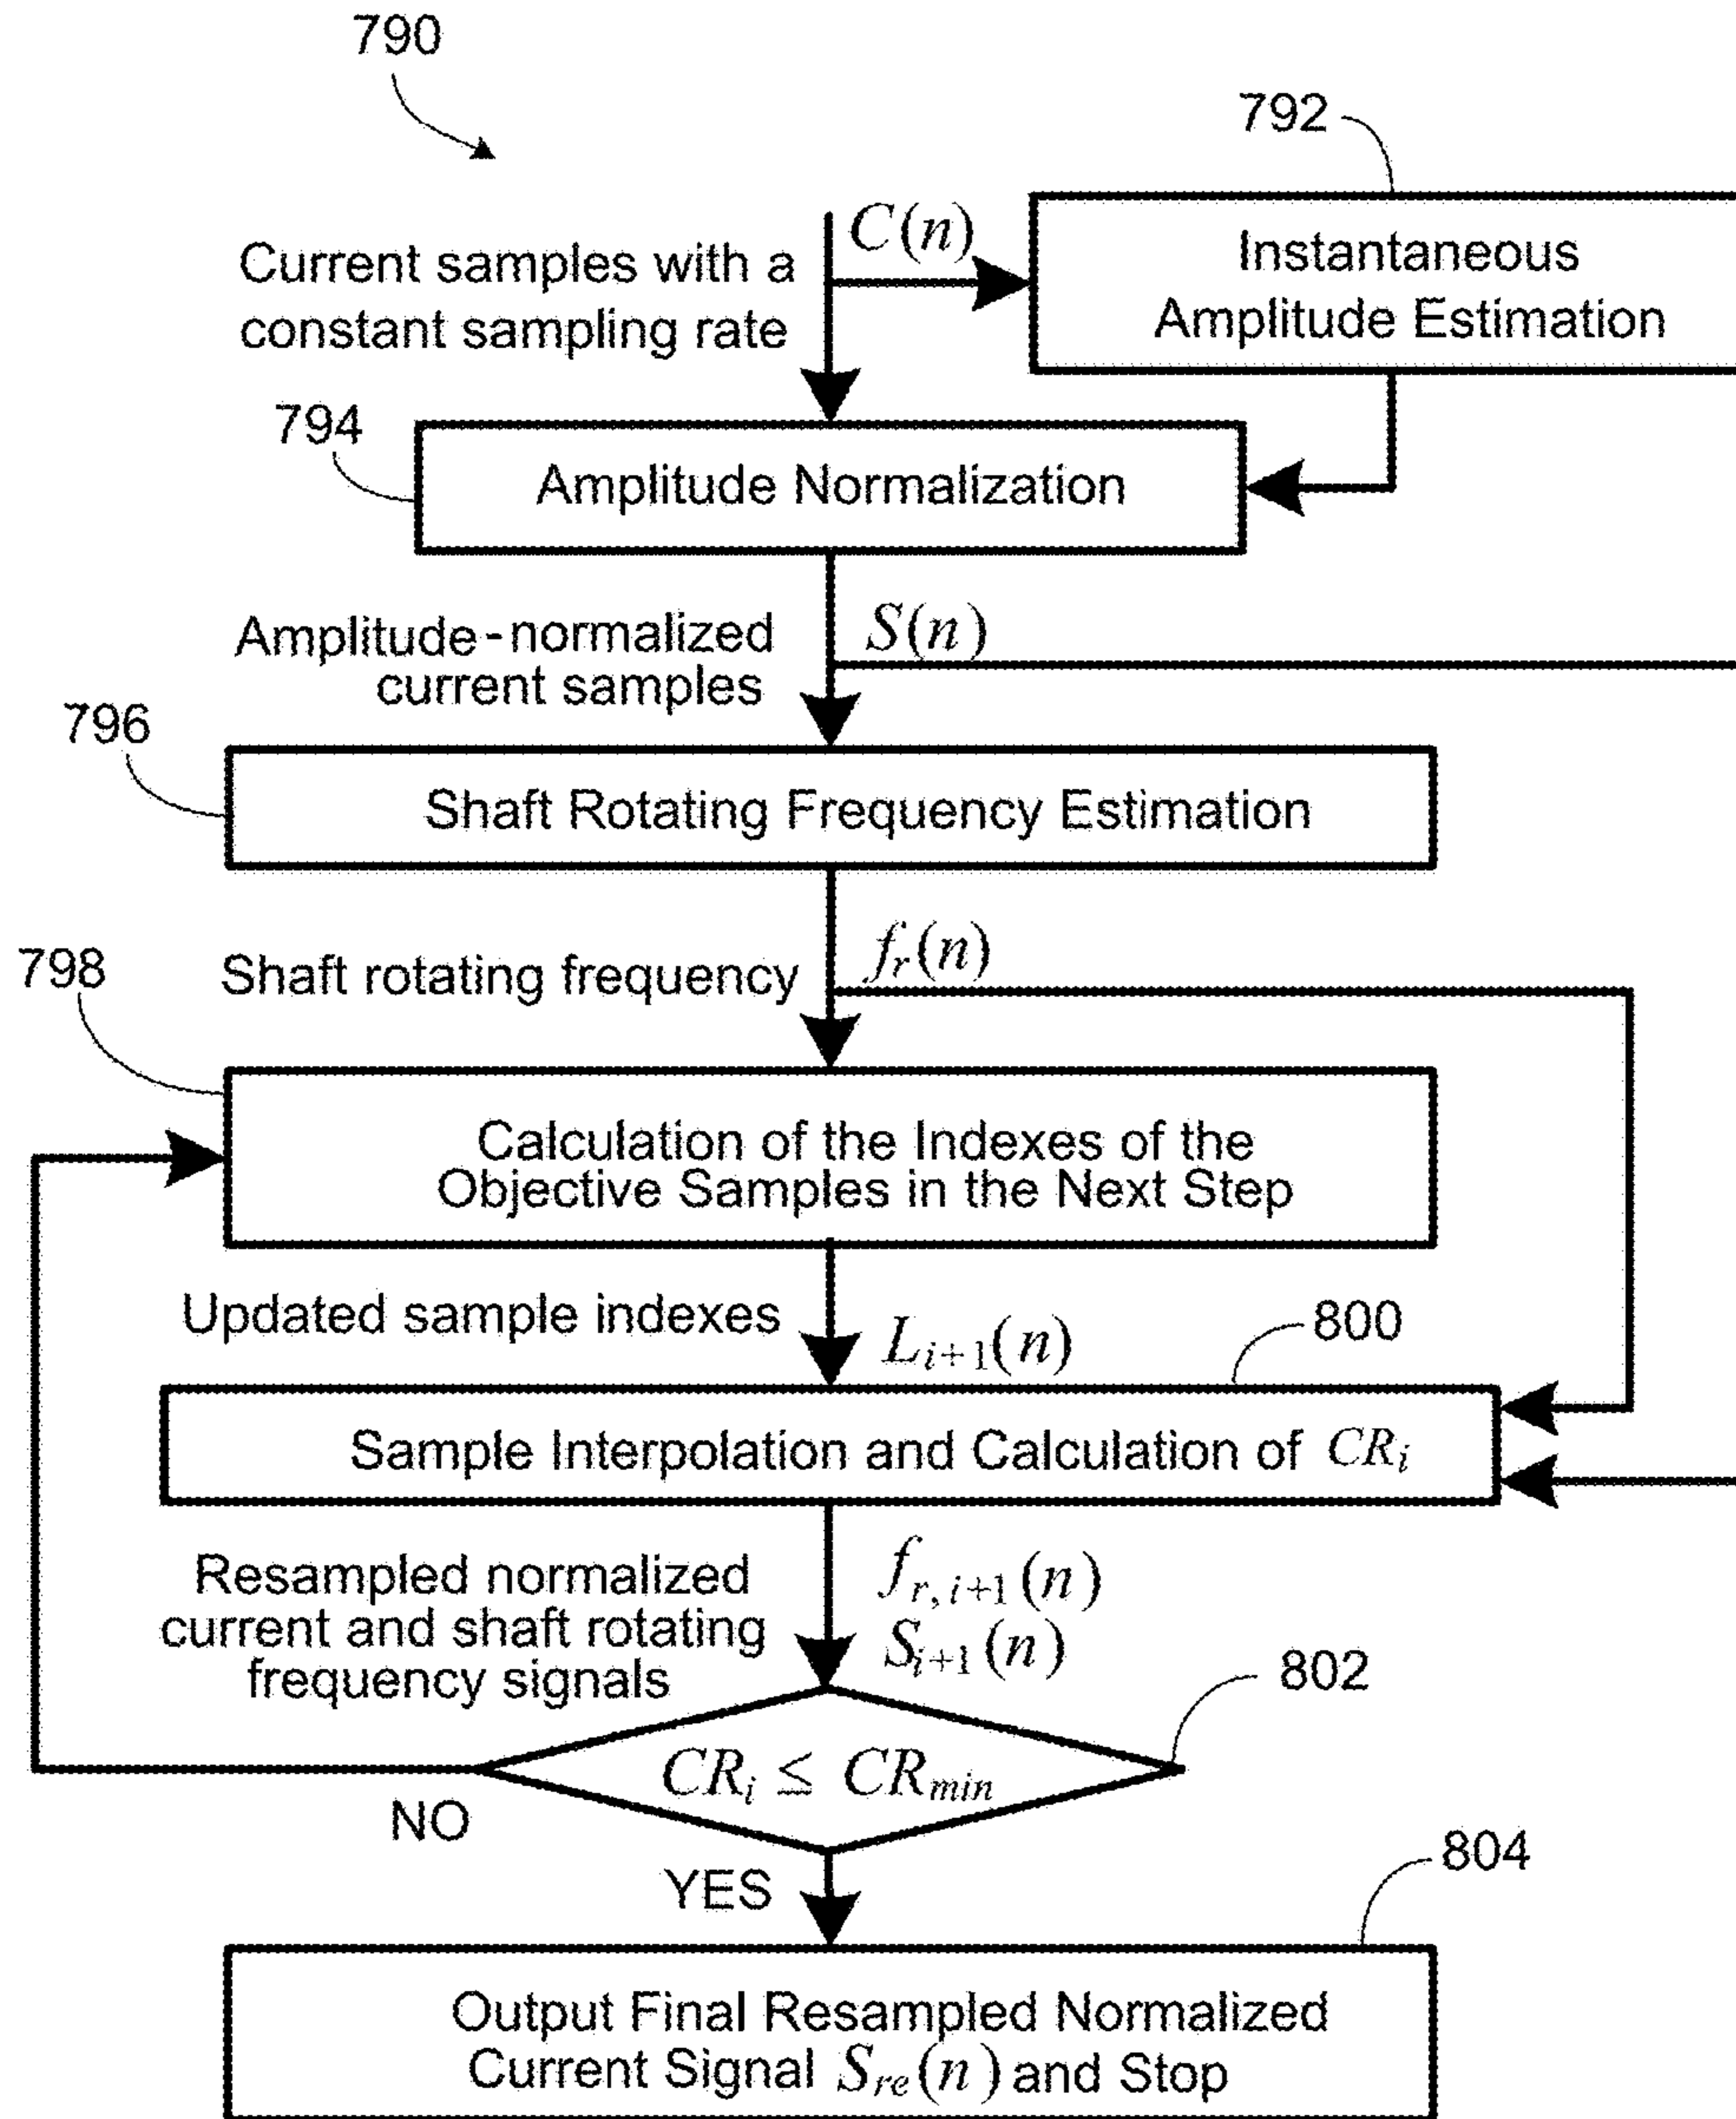 790
792
C(n)
Current samples with a
constant sampling rate
Instantaneous
Amplitude Estimation
794
Amplitude Normalization
Amplitude-normalized
current samples
S(n)
796
Shaft Rotating Frequency Estimation
798
Shaft rotating frequency
f_r(n)
Calculation of the Indexes of the
Objective Samples in the Next Step
Updated sample indexes
L_{i+1}(n)
800
Sample Interpolation and Calculation of CR_i
Resampled normalized
current and shaft rotating
frequency signals
f_{r,i+1}(n)
S_{i+1}(n)
802
CR_i ≤ CR_{min}
NO
YES
804
Output Final Resampled Normalized
Current Signal S_{re}(n) and Stop